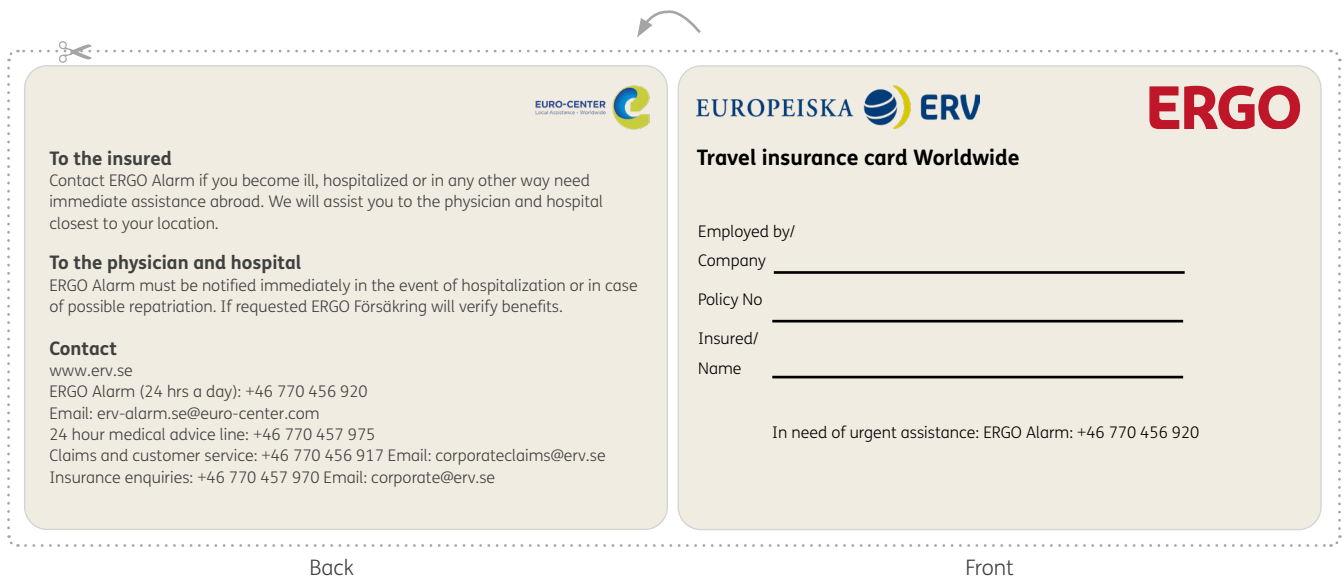 EURO-CENTER
Local Assistance - Worldwide
To the insured
Contact ERGO Alarm if you become ill, hospitalized or in any other way need
immediate assistance abroad. We will assist you to the physician and hospital
closest to your location.
To the physician and hospital
ERGO Alarm must be notified immediately in the event of hospitalization or in case
of possible repatriation. If requested ERGO Försäkring will verify benefits.
Contact
www.erv.se
ERGO Alarm (24 hrs a day): +46 770 456 920
Email: erv-alarm.se@euro-center.com
24 hour medical advice line: +46 770 457 975
Claims and customer service: +46 770 456 917 Email: corporateclaims@erv.se
Insurance enquiries: +46 770 457 970 Email: corporate@erv.se
Back
EUROPEISKA ERV
ERGO
Travel insurance card Worldwide
Employed by/
Company
Policy No
Insured/
Name
In need of urgent assistance: ERGO Alarm: +46 770 456 920
Front